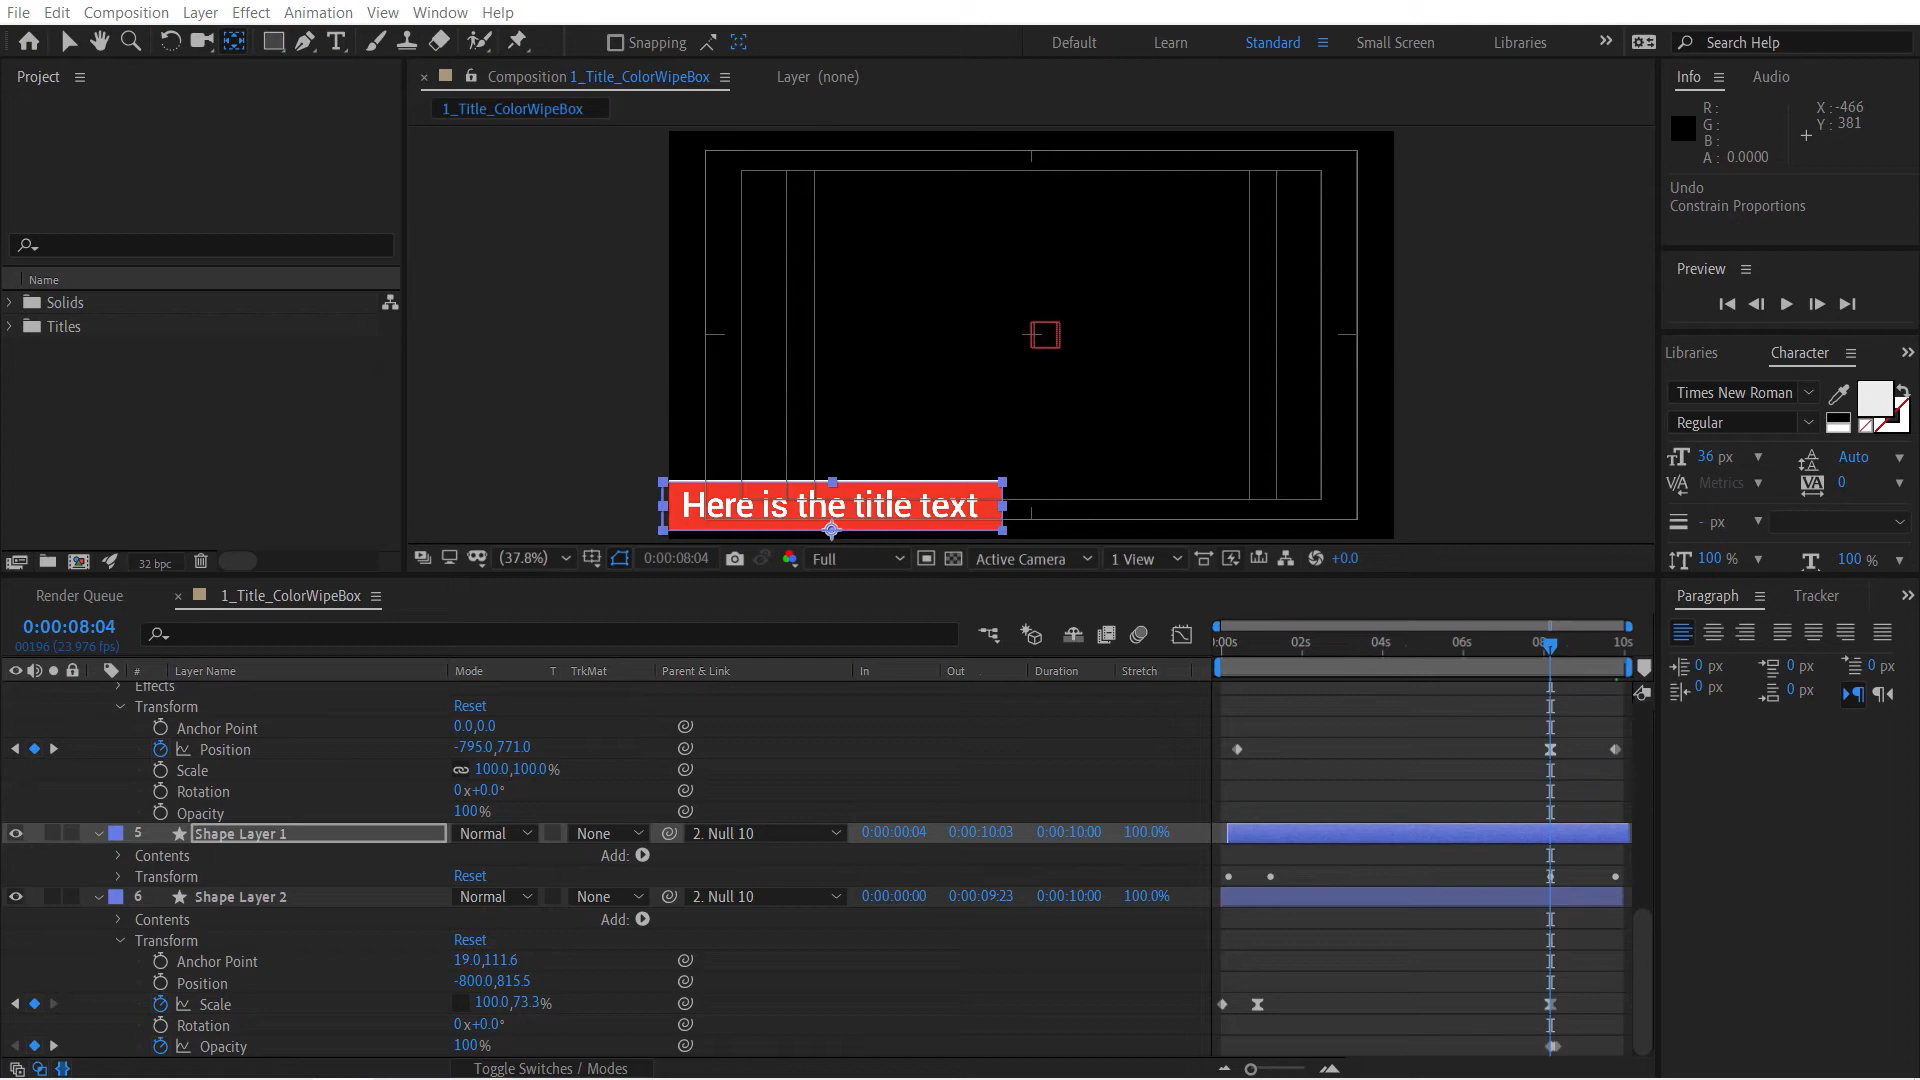 File Edit Composition Layer Effect Animation View Window Help
Snapping
Default Learn Standard Small Screen Libraries Search Help
Project
Composition 1_Title_ColorWipeBox
Layer (none)
1_Title_ColorWipeBox
Info Audio
R :
G :
B :
A : 0.0000
X : -466
Y : 381
Undo
Constrain Proportions
Preview
Name
Solids
Titles
32 bpc
Here is the title text
(37.8%) 0:00:08:04 Full Active Camera 1 View +0.0
Libraries Character
Times New Roman
Regular
36 px Auto
Metrics 0
- px
100 % 100 %
Paragraph Tracker
0 px 0 px 0 px
0 px 0 px
Render Queue 1_Title_ColorWipeBox
0:00:08:04
00196 (23.976 fps)
0:00s 02s 04s 06s 08s 10s
# Layer Name Mode T TrkMat Parent & Link In Out Duration Stretch
Effects
Transform Reset
Anchor Point 0.0,0.0
Position -795.0,771.0
Scale 100.0,100.0%
Rotation 0x+0.0°
Opacity 100%
5 Shape Layer 1 Normal None 2. Null 10 0:00:00:04 0:00:10:03 0:00:10:00 100.0%
Contents Add:
Transform Reset
6 Shape Layer 2 Normal None 2. Null 10 0:00:00:00 0:00:09:23 0:00:10:00 100.0%
Contents Add:
Transform Reset
Anchor Point 19.0,111.6
Position -800.0,815.5
Scale 100.0,73.3%
Rotation 0x+0.0°
Opacity 100%
Toggle Switches / Modes